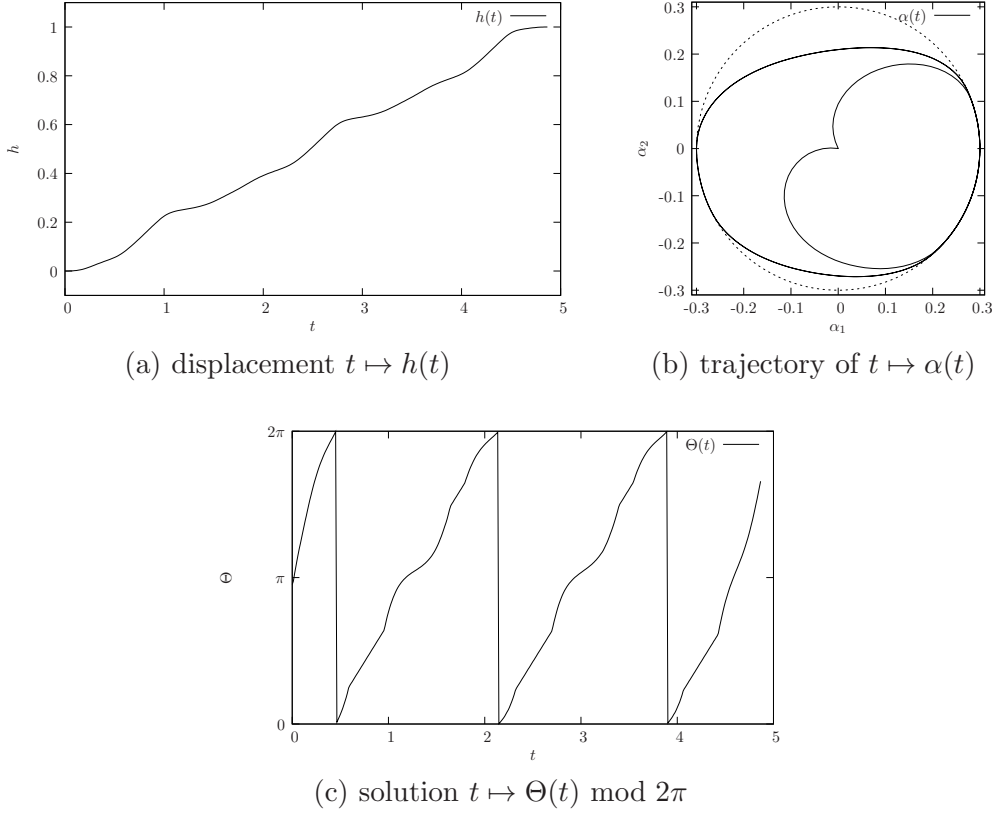 1
0.8
0.6
0.4
0.2
0
h
h(t)
0 1 2 3 4 5
t
(a) displacement t ↦ h(t)
0.3
0.2
0.1
0
-0.1
-0.2
-0.3
α₂
α(t)
-0.3 -0.2 -0.1 0 0.1 0.2 0.3
α₁
(b) trajectory of t ↦ α(t)
2π
π
0
Θ
Θ(t)
0 1 2 3 4 5
t
(c) solution t ↦ Θ(t) mod 2π